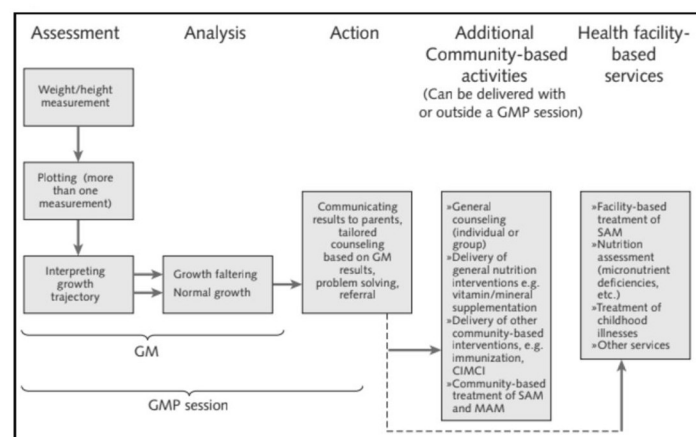 Assessment
Analysis
Action
Additional
Community-based
activities
(Can be delivered with
or outside a GMP session)
Health facility-
based
services
Weight/height
measurement
Plotting (more
than one
measurement)
Interpreting
growth
trajectory
Growth faltering
Normal growth
Communicating
results to parents,
tailored
counseling
based on GM
results,
problem solving,
referral
»General
counseling
(individual or
group)
»Delivery of
general nutrition
interventions e.g.
vitamin/mineral
supplementation
»Delivery of other
community-based
interventions, e.g.
immunization,
CIMCI
»Community-based
treatment of SAM
and MAM
»Facility-based
treatment of
SAM
»Nutrition
assessment
(micronutrient
deficiencies,
etc.)
»Treatment of
childhood
illnesses
»Other services
GM
GMP session